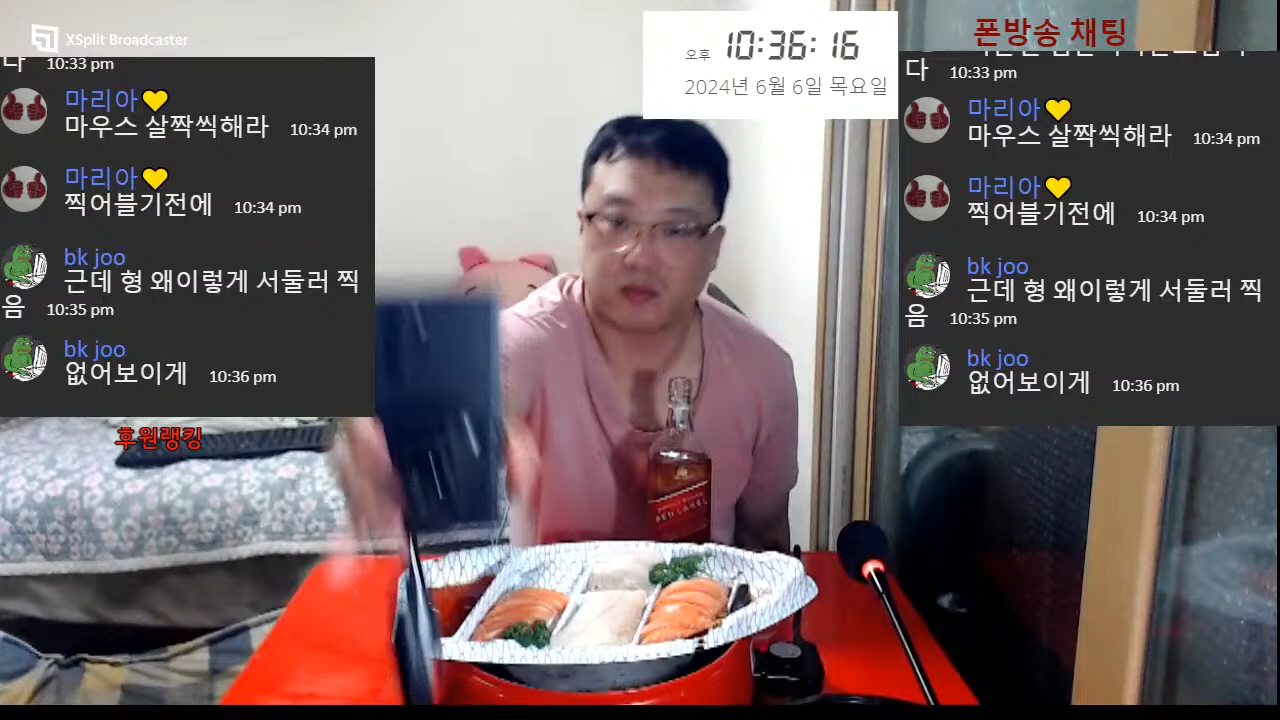 XSplit Broadcaster
다 10:33 pm
마리아💛
마우스 살짝씩해라 10:34 pm
마리아💛
찍어블기전에 10:34 pm
bk joo
근데 형 왜이렇게 서둘러 찍
음 10:35 pm
bk joo
없어보이게 10:36 pm
후원랭킹
오후 10:36:16
2024년 6월 6일 목요일
RED LABEL
폰방송 채팅
다 10:33 pm
마리아💛
마우스 살짝씩해라 10:34 pm
마리아💛
찍어블기전에 10:34 pm
bk joo
근데 형 왜이렇게 서둘러 찍
음 10:35 pm
bk joo
없어보이게 10:36 pm